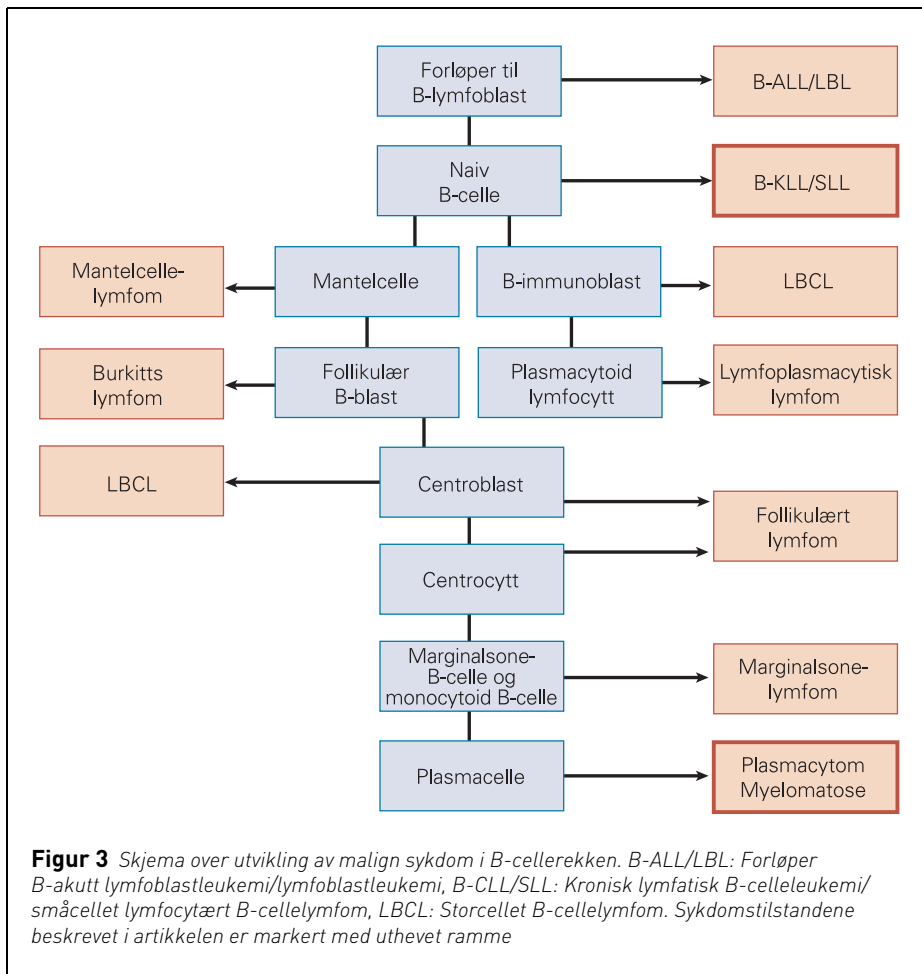 Forløper til
B-lymfoblast
B-ALL/LBL
Naiv
B-celle
B-KLL/SLL
Mantelcelle-
lymfom
Mantelcelle
B-immunoblast
LBCL
Burkitts
lymfom
Follikulær
B-blast
Plasmacytoid
lymfocytt
Lymfoplasmacytisk
lymfom
LBCL
Centroblast
Follikulært
lymfom
Centrocytt
Marginalsone-
B-celle og
monocytoid B-celle
Marginalsone-
lymfom
Plasmacelle
Plasmacytom
Myelomatose
Figur 3 Skjema over utvikling av malign sykdom i B-cellerekken. B-ALL/LBL: Forløper
B-akutt lymfoblastleukemi/lymfoblastleukemi, B-CLL/SLL: Kronisk lymfatisk B-celleleukemi/
småcellet lymfocytært B-cellelymfom, LBCL: Storcellet B-cellelymfom. Sykdomstilstandene
beskrevet i artikkelen er markert med uthevet ramme